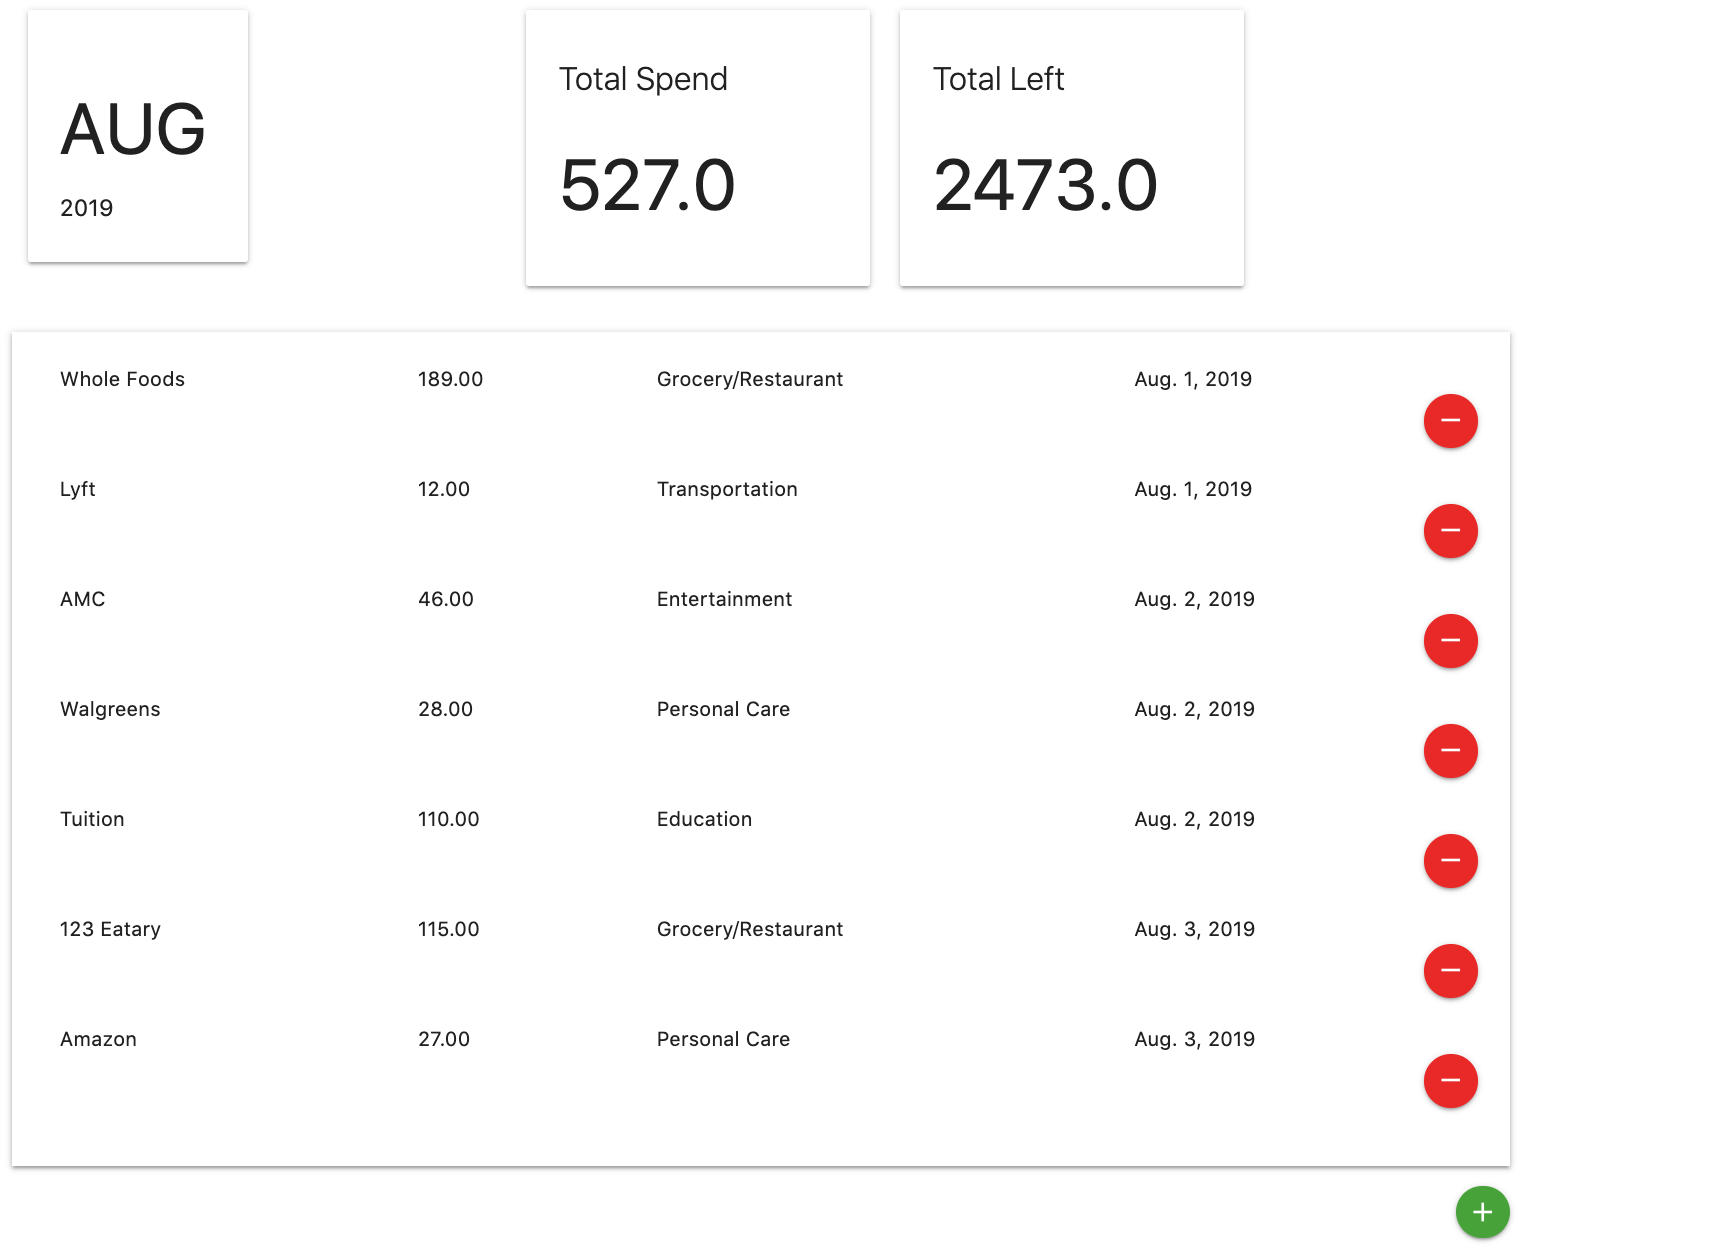 AUG
2019
Total Spend
527.0
Total Left
2473.0
Whole Foods 189.00 Grocery/Restaurant Aug. 1, 2019
Lyft 12.00 Transportation Aug. 1, 2019
AMC 46.00 Entertainment Aug. 2, 2019
Walgreens 28.00 Personal Care Aug. 2, 2019
Tuition 110.00 Education Aug. 2, 2019
123 Eatary 115.00 Grocery/Restaurant Aug. 3, 2019
Amazon 27.00 Personal Care Aug. 3, 2019